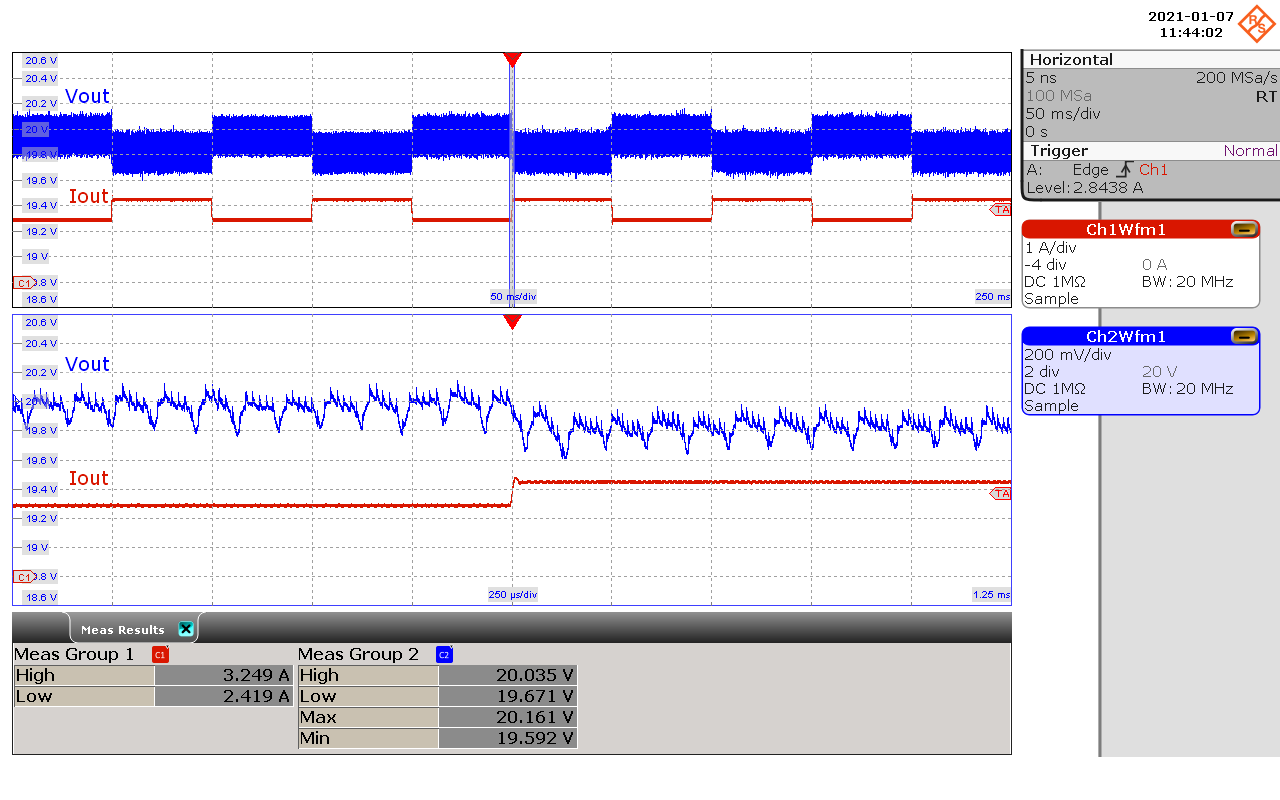 2021-01-07
11:44:02
R&S
20.6 V
20.4 V
20.2 V
20 V
19.8 V
19.6 V
19.4 V
19.2 V
19 V
C1 3.8 V
18.6 V
Vout
Iout
TA
50 ms/div
250 ms
20.6 V
20.4 V
20.2 V
20 V
19.8 V
19.6 V
19.4 V
19.2 V
19 V
C1 3.8 V
18.6 V
Vout
Iout
TA
250 µs/div
1.25 ms
Horizontal
5 ns 200 MSa/s
100 MSa RT
50 ms/div
0 s
Trigger Normal
A: Edge Ch1
Level: 2.8438 A
Ch1Wfm1
1 A/div
-4 div 0 A
DC 1MΩ BW: 20 MHz
Sample
Ch2Wfm1
200 mV/div
2 div 20 V
DC 1MΩ BW: 20 MHz
Sample
Meas Results
Meas Group 1 C1
High 3.249 A
Low 2.419 A
Meas Group 2 C2
High 20.035 V
Low 19.671 V
Max 20.161 V
Min 19.592 V